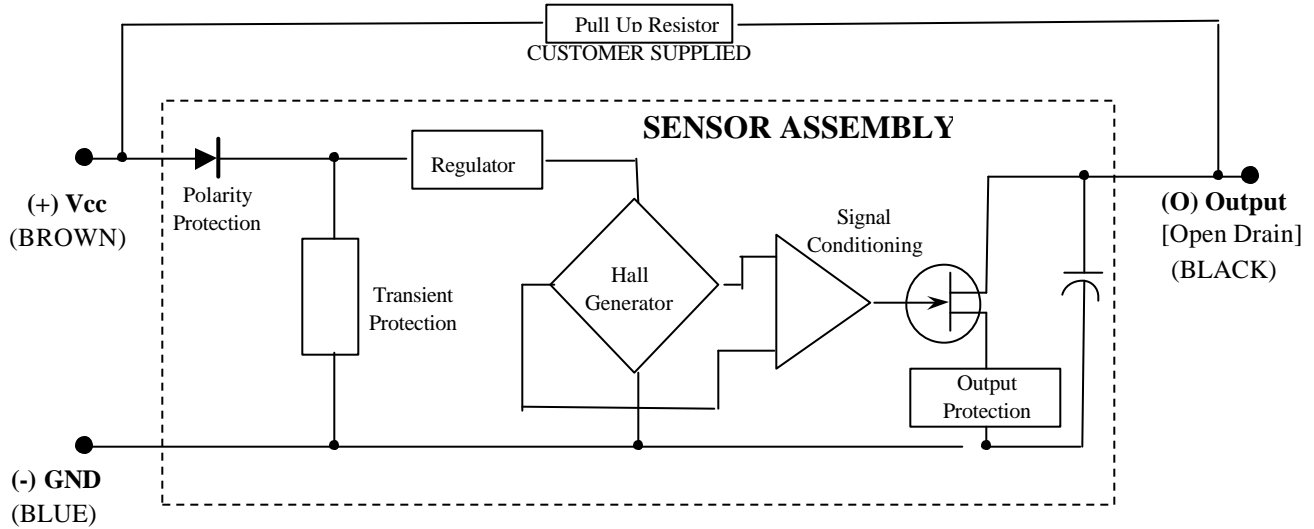 Pull Up Resistor
CUSTOMER SUPPLIED
SENSOR ASSEMBLY
Regulator
Polarity
Protection
(+) Vcc
(BROWN)
Signal
Conditioning
(O) Output
[Open Drain]
(BLACK)
Hall
Generator
Transient
Protection
Output
Protection
(-) GND
(BLUE)